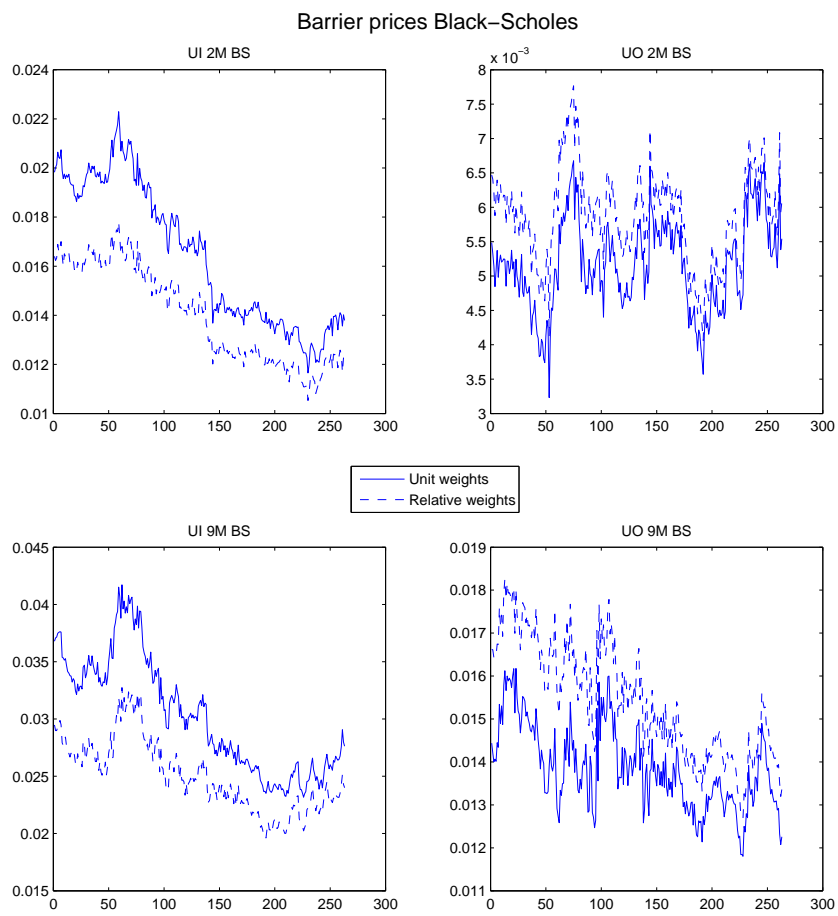 Barrier prices Black−Scholes
UI 2M BS
UO 2M BS
x 10⁻³
0.024
0.022
0.02
0.018
0.016
0.014
0.012
0.01
0 50 100 150 200 250 300
8
7.5
7
6.5
6
5.5
5
4.5
4
3.5
3
0 50 100 150 200 250 300
Unit weights
Relative weights
UI 9M BS
UO 9M BS
0.045
0.04
0.035
0.03
0.025
0.02
0.015
0 50 100 150 200 250 300
0.019
0.018
0.017
0.016
0.015
0.014
0.013
0.012
0.011
0 50 100 150 200 250 300